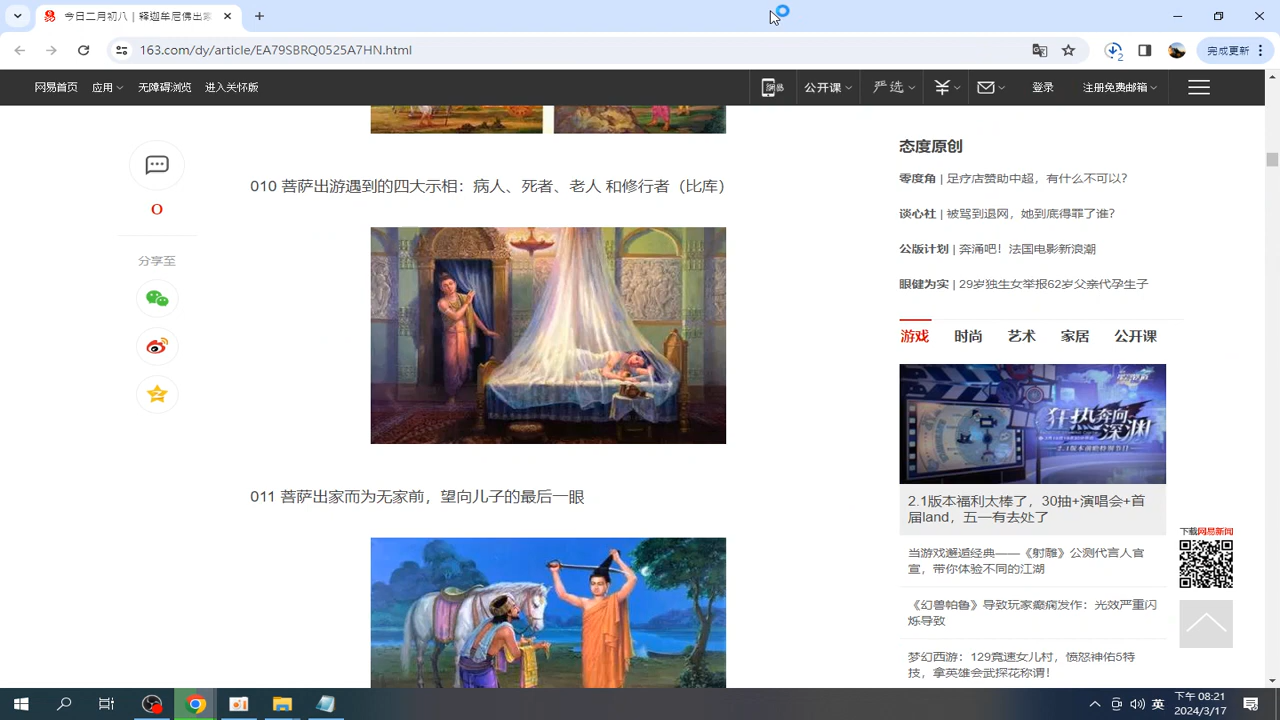 今日二月初八 | 释迦牟尼佛出家
163.com/dy/article/EA79SBRQ0525A7HN.html
2
完成更新
网易首页 应用 无障碍浏览 进入关怀版
公开课 严选 登录 注册免费邮箱
0
分享至
010 菩萨出游遇到的四大示相：病人、死者、老人 和修行者（比库）
011 菩萨出家而为无家前，望向儿子的最后一眼
态度原创
零度角 | 足疗店赞助中超，有什么不可以？
谈心社 | 被骂到退网，她到底得罪了谁？
公版计划 | 奔涌吧！法国电影新浪潮
眼健为实 | 29岁独生女举报62岁父亲代孕生子
游戏 时尚 艺术 家居 公开课
狂热奔向深渊
2.1版本福利太棒了，30抽+演唱会+首
届land，五一有去处了
当游戏邂逅经典——《射雕》公测代言人官
宣，带你体验不同的江湖
《幻兽帕鲁》导致玩家癫痫发作：光效严重闪
烁导致
梦幻西游：129竞速女儿村，愤怒神佑5特
技，拿英雄会武探花称谓！
下载网易新闻
英
下午 08:21
2024/3/17